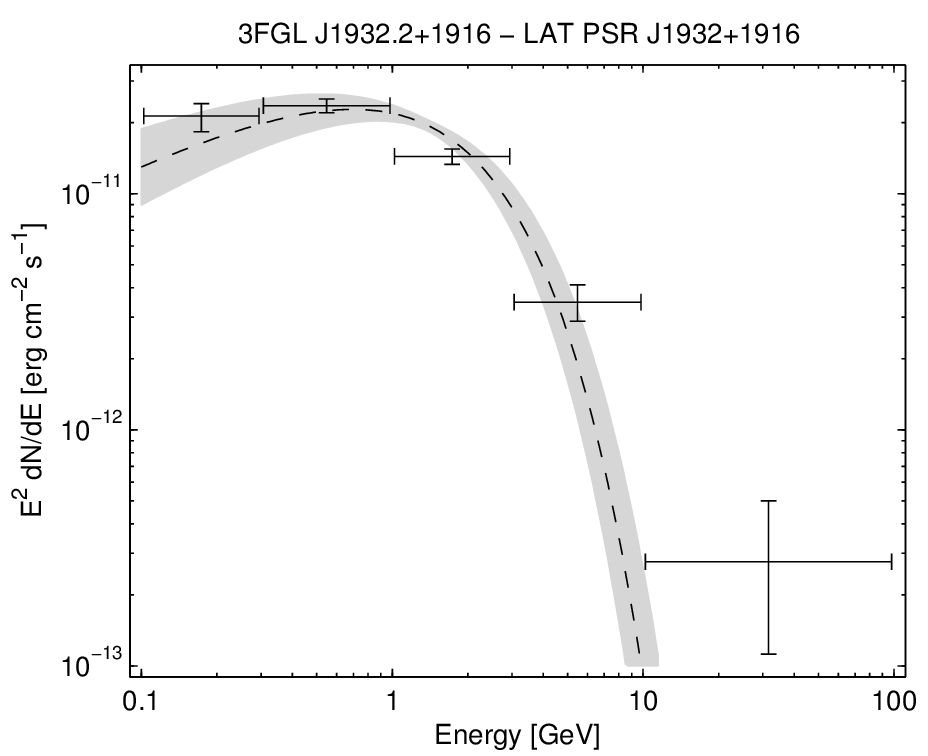 3FGL J1932.2+1916 − LAT PSR J1932+1916
E² dN/dE [erg cm⁻² s⁻¹]
10⁻¹¹
10⁻¹²
10⁻¹³
0.1 1 10 100
Energy [GeV]